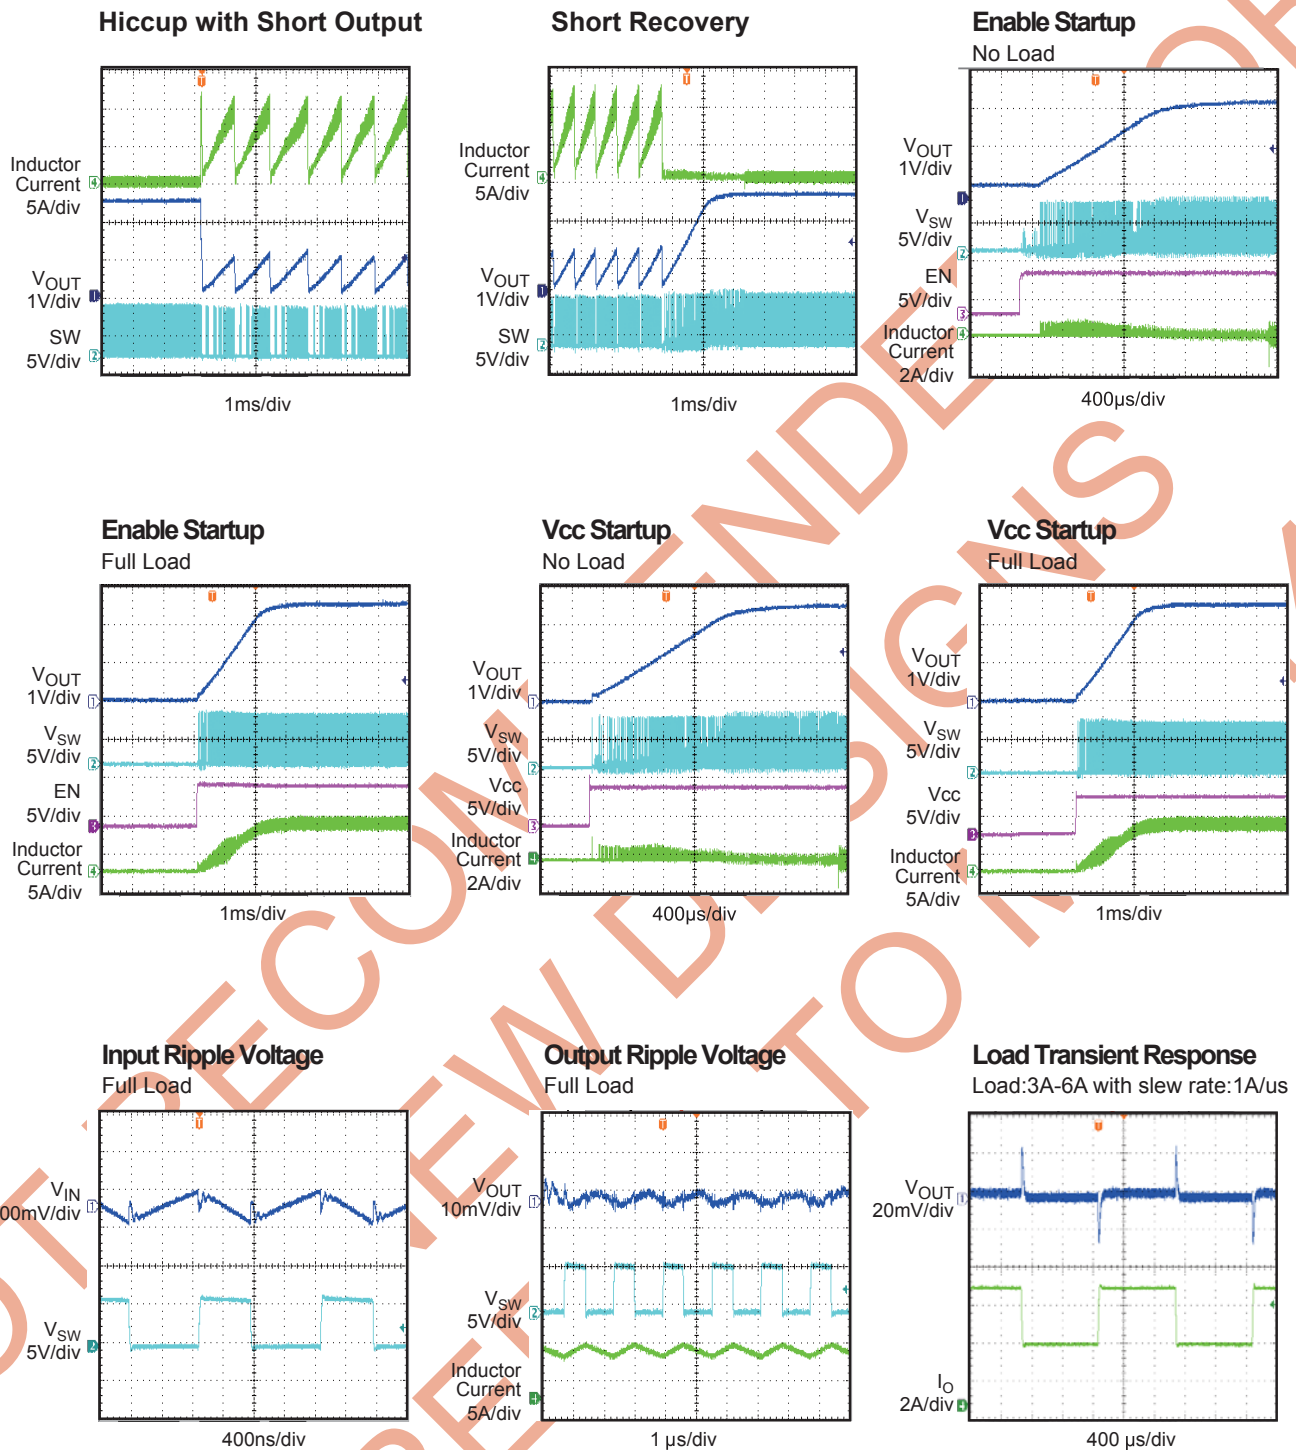 Hiccup with Short Output
Inductor
Current
5A/div
VOUT
1V/div
SW
5V/div
1ms/div
Short Recovery
Inductor
Current
5A/div
VOUT
1V/div
SW
5V/div
1ms/div
Enable Startup
No Load
VOUT
1V/div
VSW
5V/div
EN
5V/div
Inductor
Current
2A/div
400µs/div
Enable Startup
Full Load
VOUT
1V/div
VSW
5V/div
EN
5V/div
Inductor
Current
5A/div
1ms/div
Vcc Startup
No Load
VOUT
1V/div
VSW
5V/div
Vcc
5V/div
Inductor
Current
2A/div
400µs/div
Vcc Startup
Full Load
VOUT
1V/div
VSW
5V/div
Vcc
5V/div
Inductor
Current
5A/div
1ms/div
Input Ripple Voltage
Full Load
VIN
00mV/div
VSW
5V/div
400ns/div
Output Ripple Voltage
Full Load
VOUT
10mV/div
VSW
5V/div
Inductor
Current
5A/div
1 µs/div
Load Transient Response
Load:3A-6A with slew rate:1A/us
VOUT
20mV/div
IO
2A/div
400 µs/div